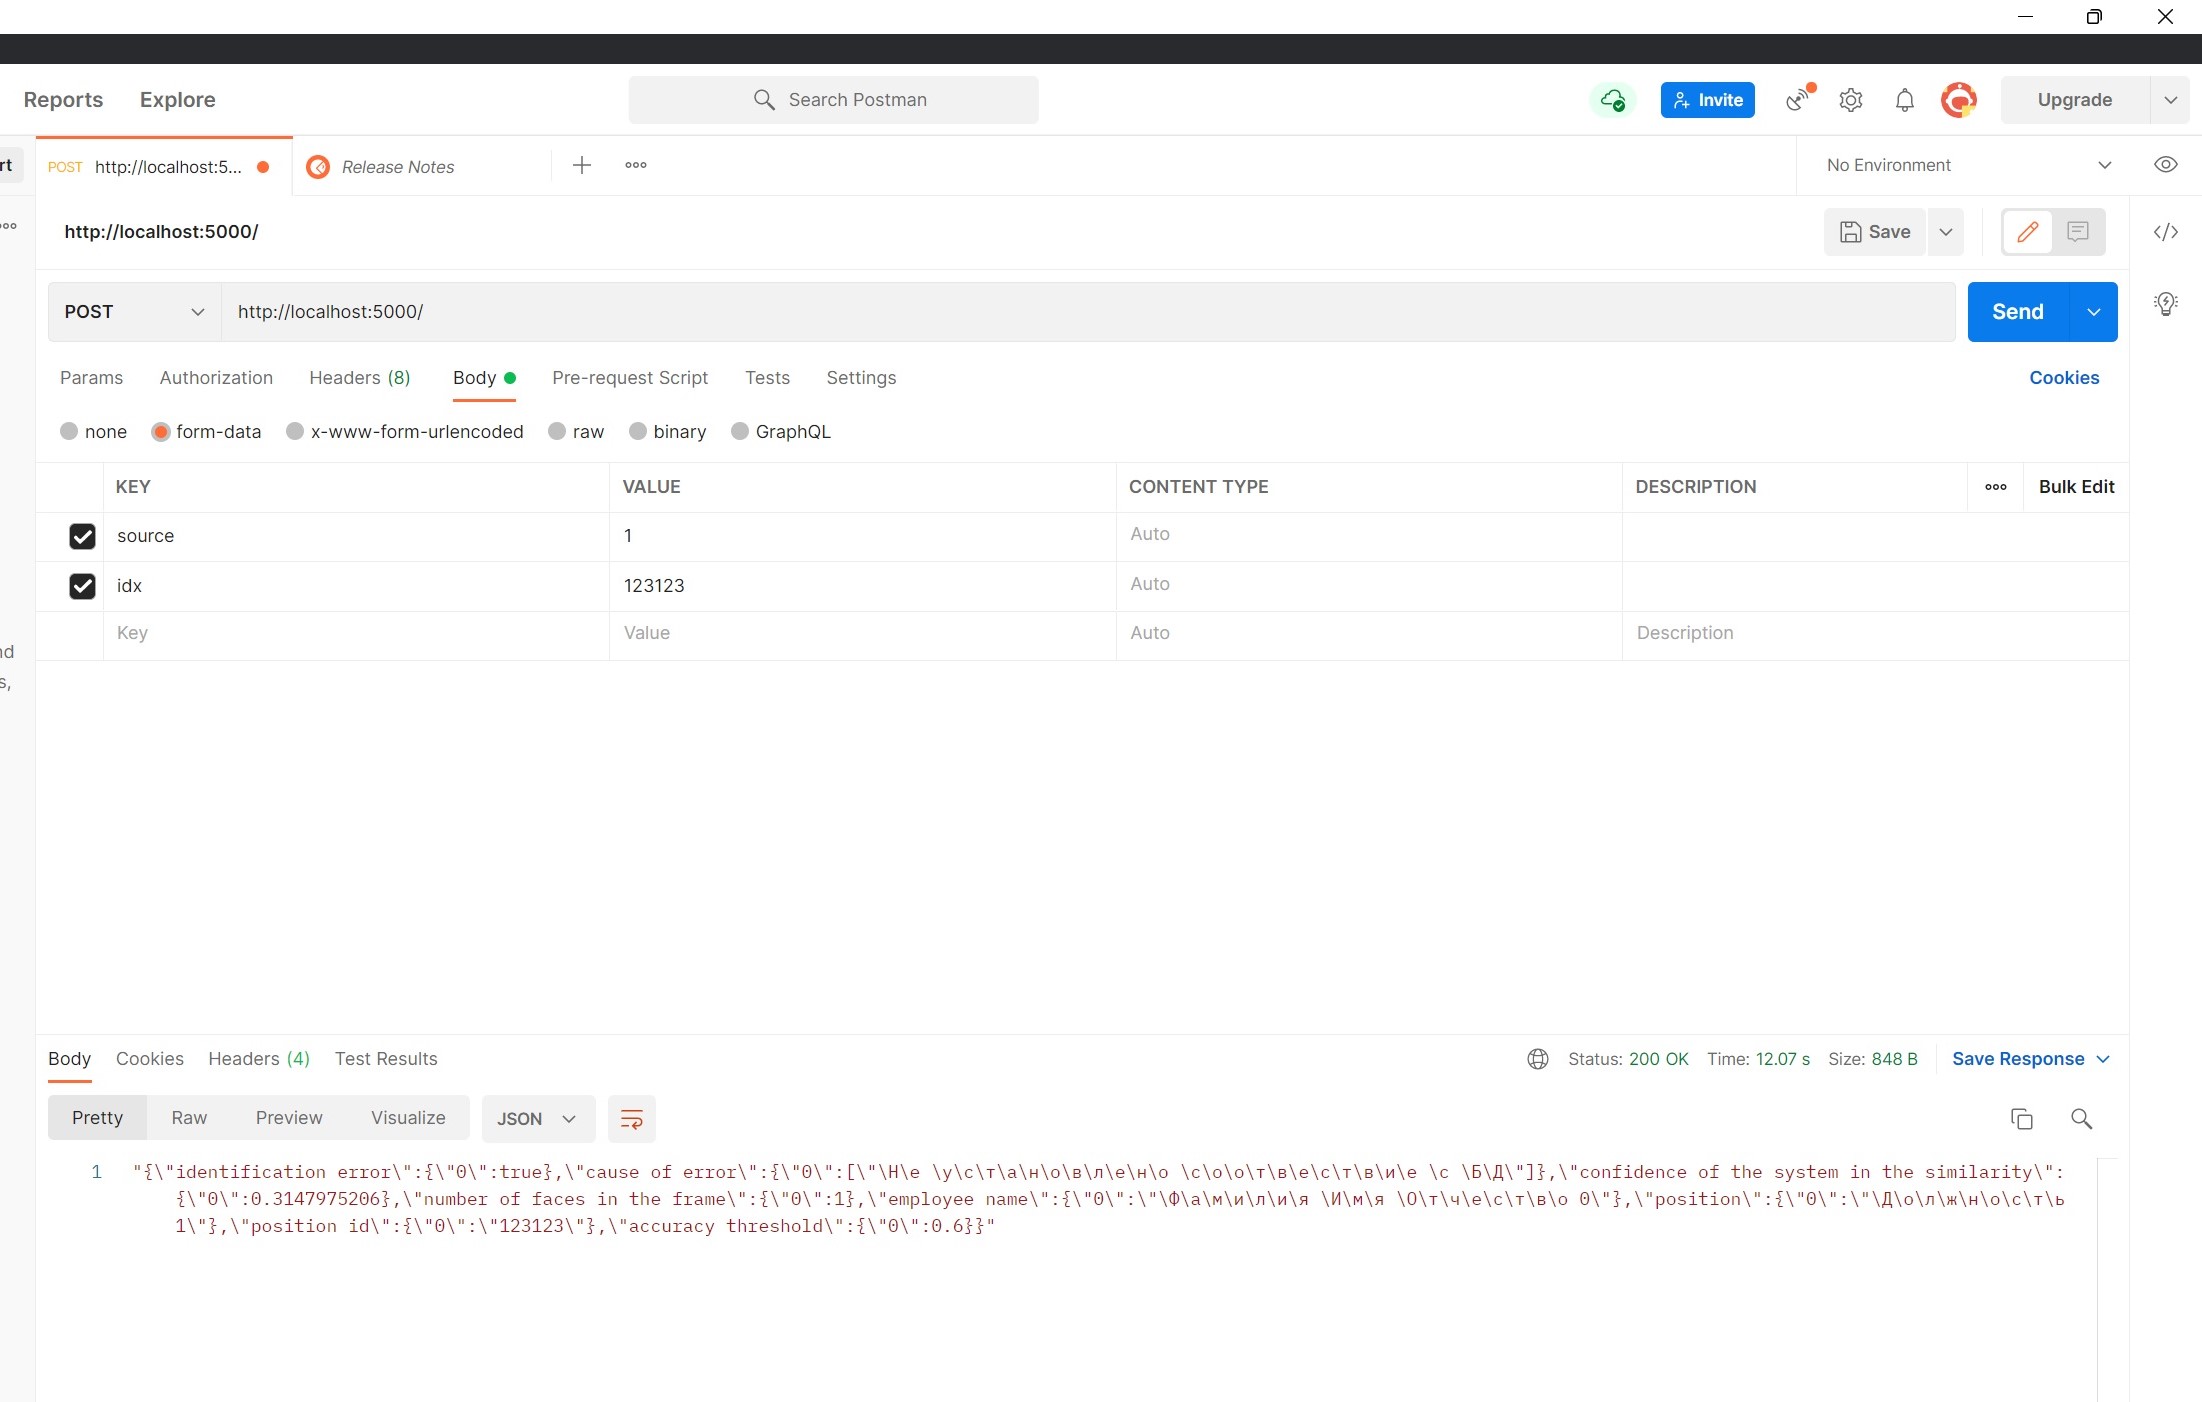 Reports Explore Search Postman Invite Upgrade
rt POST http://localhost:5... Release Notes No Environment
http://localhost:5000/ Save
POST http://localhost:5000/ Send
Params Authorization Headers (8) Body Pre-request Script Tests Settings Cookies
none form-data x-www-form-urlencoded raw binary GraphQL
KEY VALUE CONTENT TYPE DESCRIPTION Bulk Edit
source 1 Auto
idx 123123 Auto
Key Value Auto Description
nd
s,
Body Cookies Headers (4) Test Results Status: 200 OK Time: 12.07 s Size: 848 B Save Response
Pretty Raw Preview Visualize JSON
1 "{\"identification error\":{\"0\":true},\"cause of error\":{\"0\":[\"\Н\е \у\с\т\а\н\о\в\л\е\н\о \с\о\о\т\в\е\с\т\в\и\е \с \Б\Д\"]},\"confidence of the system in the similarity\":
{\"0\":0.3147975206},\"number of faces in the frame\":{\"0\":1},\"employee name\":{\"0\":\"\Ф\а\м\и\л\и\я \И\м\я \О\т\ч\е\с\т\в\о 0\"},\"position\":{\"0\":\"\Д\о\л\ж\н\о\с\т\ь
1\"},\"position id\":{\"0\":\"123123\"},\"accuracy threshold\":{\"0\":0.6}}"